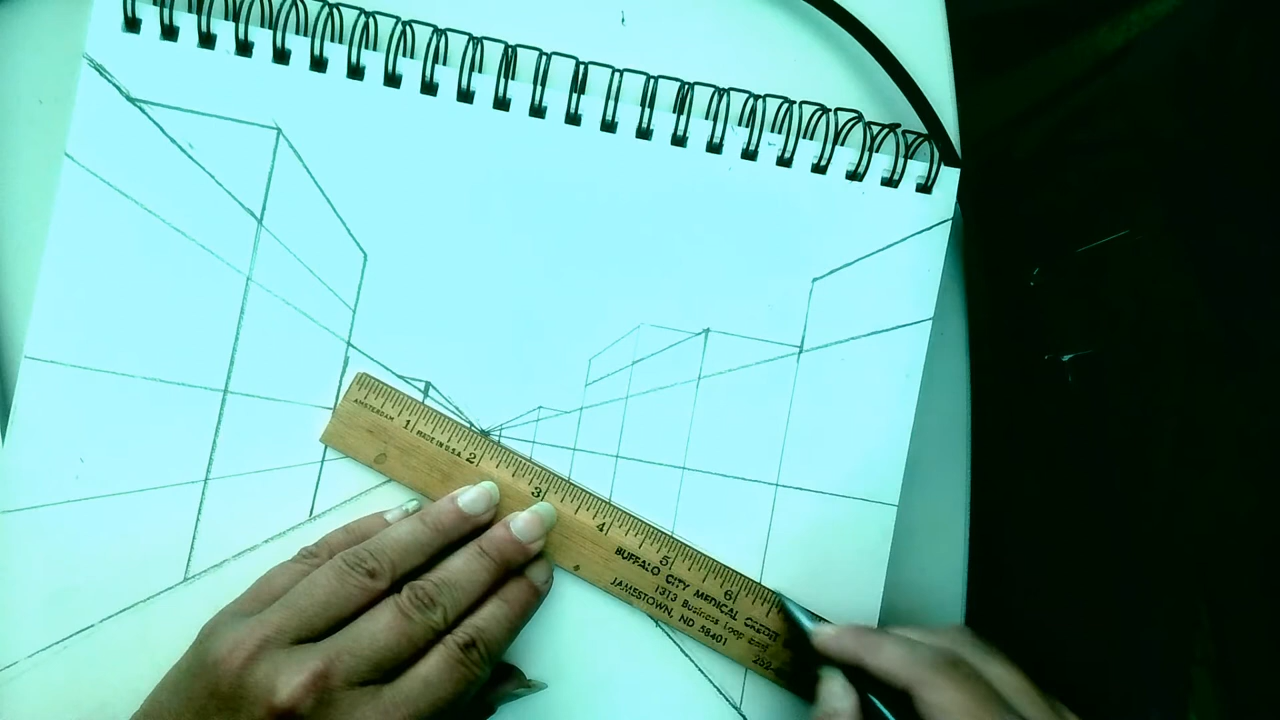 AMSTERDAM 1 MADE IN U.S.A. 2 3 4 5 6
BUFFALO CITY MEDICAL CREDIT
1313 Business Loop East
JAMESTOWN, ND 58401
252-